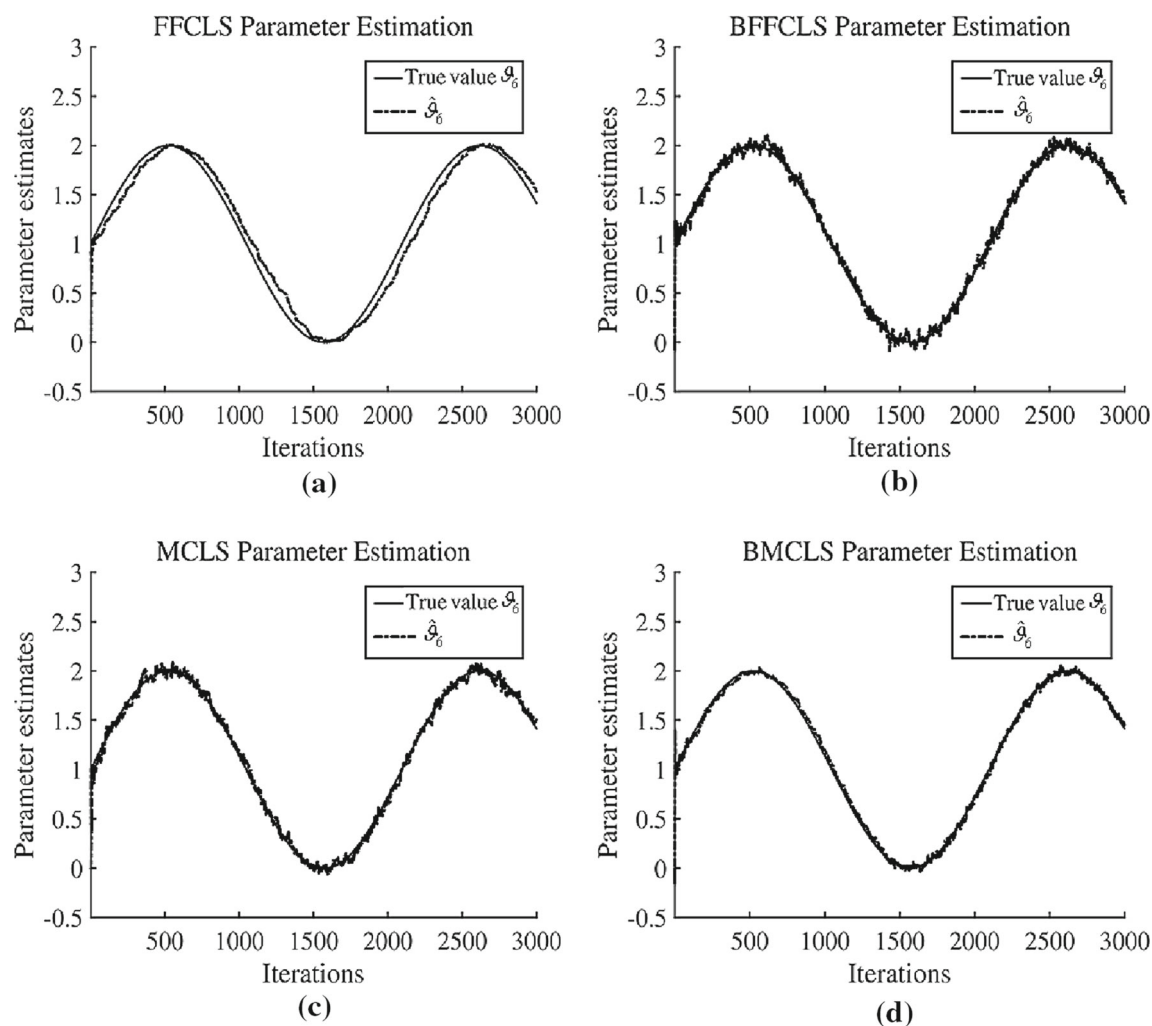 FFCLS Parameter Estimation
3
2.5
2
1.5
1
0.5
0
-0.5
Parameter estimates
True value ϑ₆
ϑ̂₆
500 1000 1500 2000 2500 3000
Iterations
(a)
BFFCLS Parameter Estimation
3
2.5
2
1.5
1
0.5
0
-0.5
Parameter estimates
True value ϑ₆
ϑ̂₆
500 1000 1500 2000 2500 3000
Iterations
(b)
MCLS Parameter Estimation
3
2.5
2
1.5
1
0.5
0
-0.5
Parameter estimates
True value ϑ₆
ϑ̂₆
500 1000 1500 2000 2500 3000
Iterations
(c)
BMCLS Parameter Estimation
3
2.5
2
1.5
1
0.5
0
-0.5
Parameter estimates
True value ϑ₆
ϑ̂₆
500 1000 1500 2000 2500 3000
Iterations
(d)